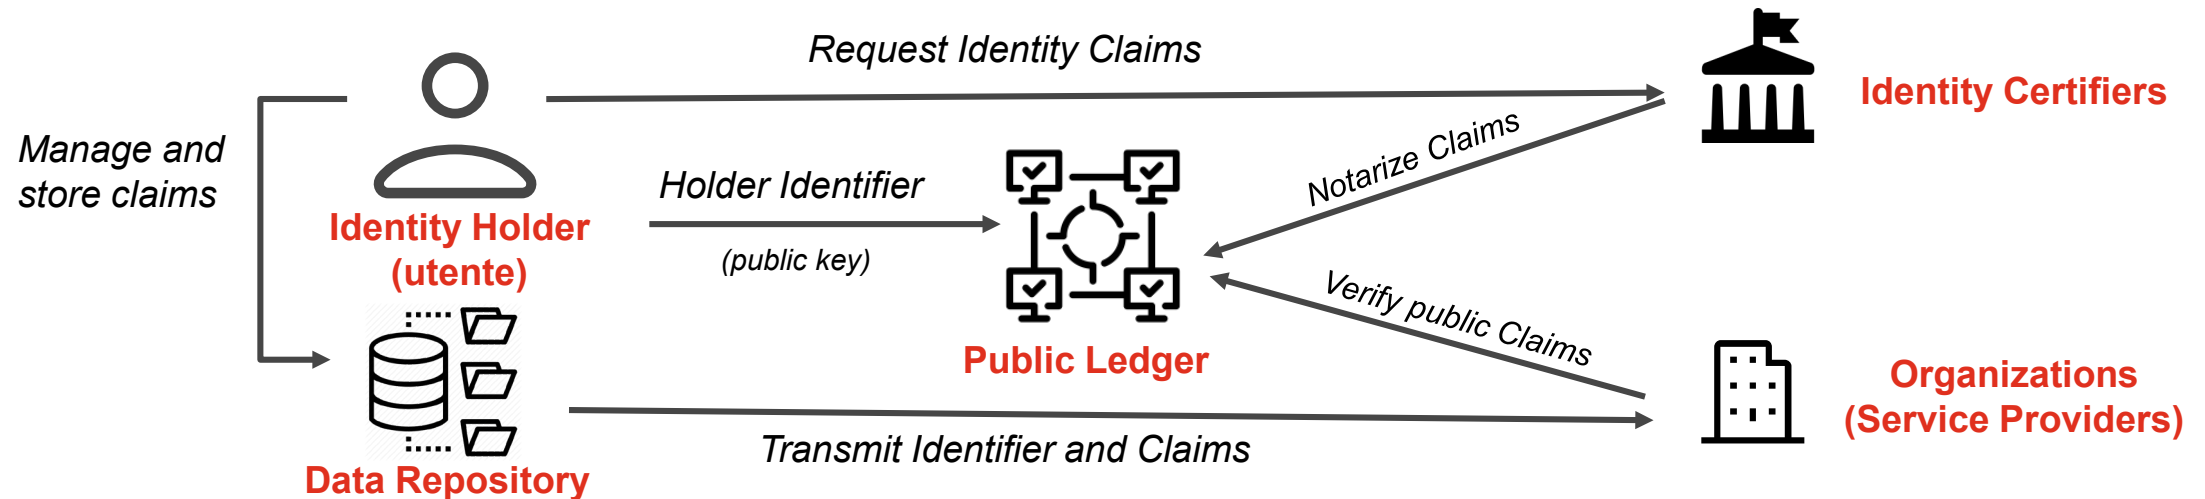 Request Identity Claims
Identity Certifiers
Manage and
store claims
Notarize Claims
Holder Identifier
(public key)
Identity Holder
(utente)
Verify public Claims
Public Ledger
Organizations
(Service Providers)
Transmit Identifier and Claims
Data Repository